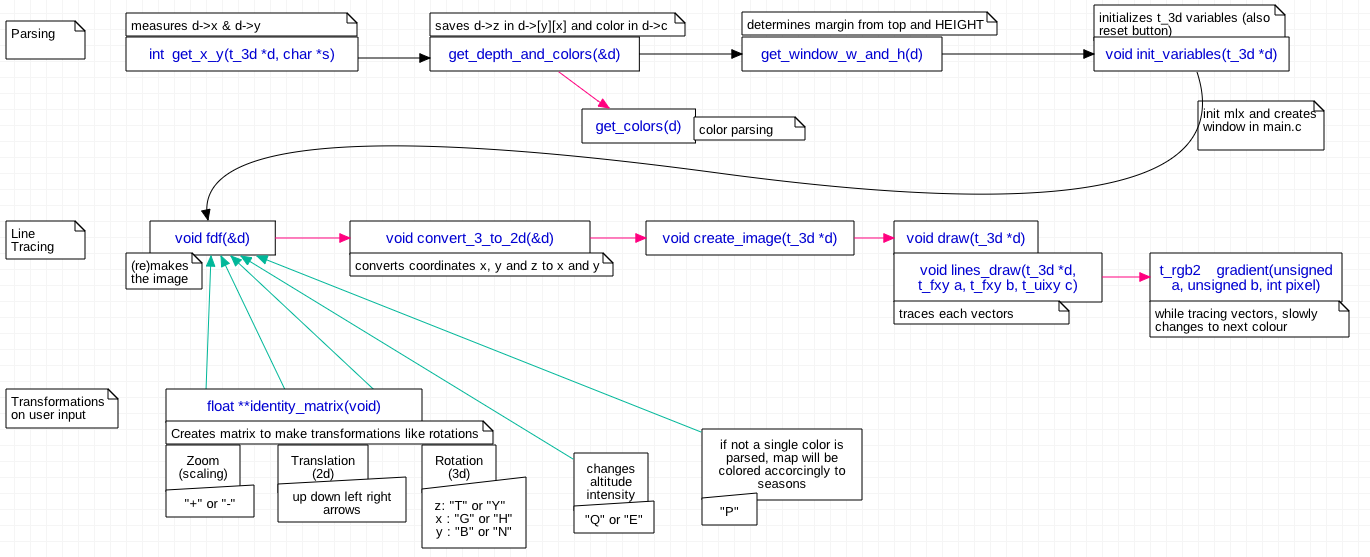 Parsing
measures d->x & d->y
int  get_x_y(t_3d *d, char *s)
saves d->z in d->[y][x] and color in d->c
get_depth_and_colors(&d)
determines margin from top and HEIGHT
get_window_w_and_h(d)
initializes t_3d variables (also
reset button)
void init_variables(t_3d *d)
get_colors(d)
color parsing
init mlx and creates
window in main.c
Line
Tracing
void fdf(&d)
(re)makes
the image
void convert_3_to_2d(&d)
converts coordinates x, y and z to x and y
void create_image(t_3d *d)
void draw(t_3d *d)
void lines_draw(t_3d *d,
t_fxy a, t_fxy b, t_uixy c)
traces each vectors
t_rgb2    gradient(unsigned
a, unsigned b, int pixel)
while tracing vectors, slowly
changes to next colour
Transformations
on user input
float **identity_matrix(void)
Creates matrix to make transformations like rotations
Zoom
(scaling)
"+" or "-"
Translation
(2d)
up down left right
arrows
Rotation
(3d)
z: "T" or "Y"
x : "G" or "H"
y : "B" or "N"
changes
altitude
intensity
"Q" or "E"
if not a single color is
parsed, map will be
colored accorcingly to
seasons
"P"